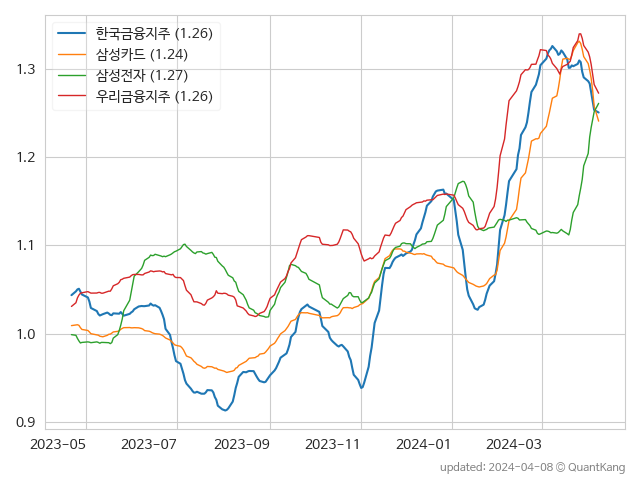 한국금융지주 (1.26)
삼성카드 (1.24)
삼성전자 (1.27)
우리금융지주 (1.26)
1.3
1.2
1.1
1.0
0.9
2023-05 2023-07 2023-09 2023-11 2024-01 2024-03
updated: 2024-04-08 © QuantKang